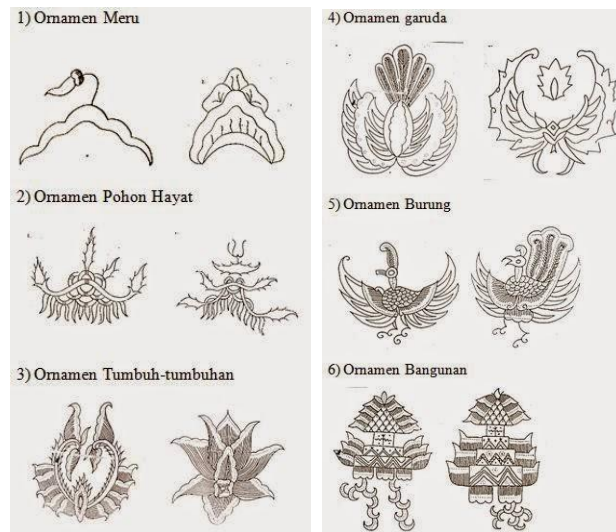 1) Ornamen Meru
2) Ornamen Pohon Hayat
3) Ornamen Tumbuh-tumbuhan
4) Ornamen garuda
5) Ornamen Burung
6) Ornamen Bangunan